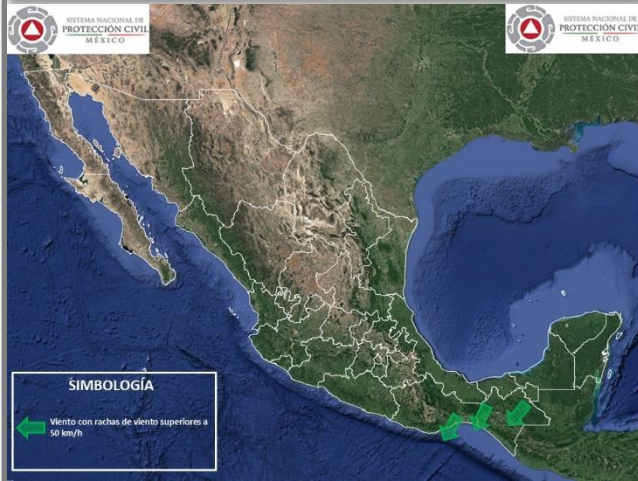 SISTEMA NACIONAL DE
PROTECCIÓN CIVIL
MÉXICO
SISTEMA NACIONAL DE
PROTECCIÓN CIVIL
MÉXICO
SIMBOLOGÍA
Viento con rachas de viento superiores a
50 km/h